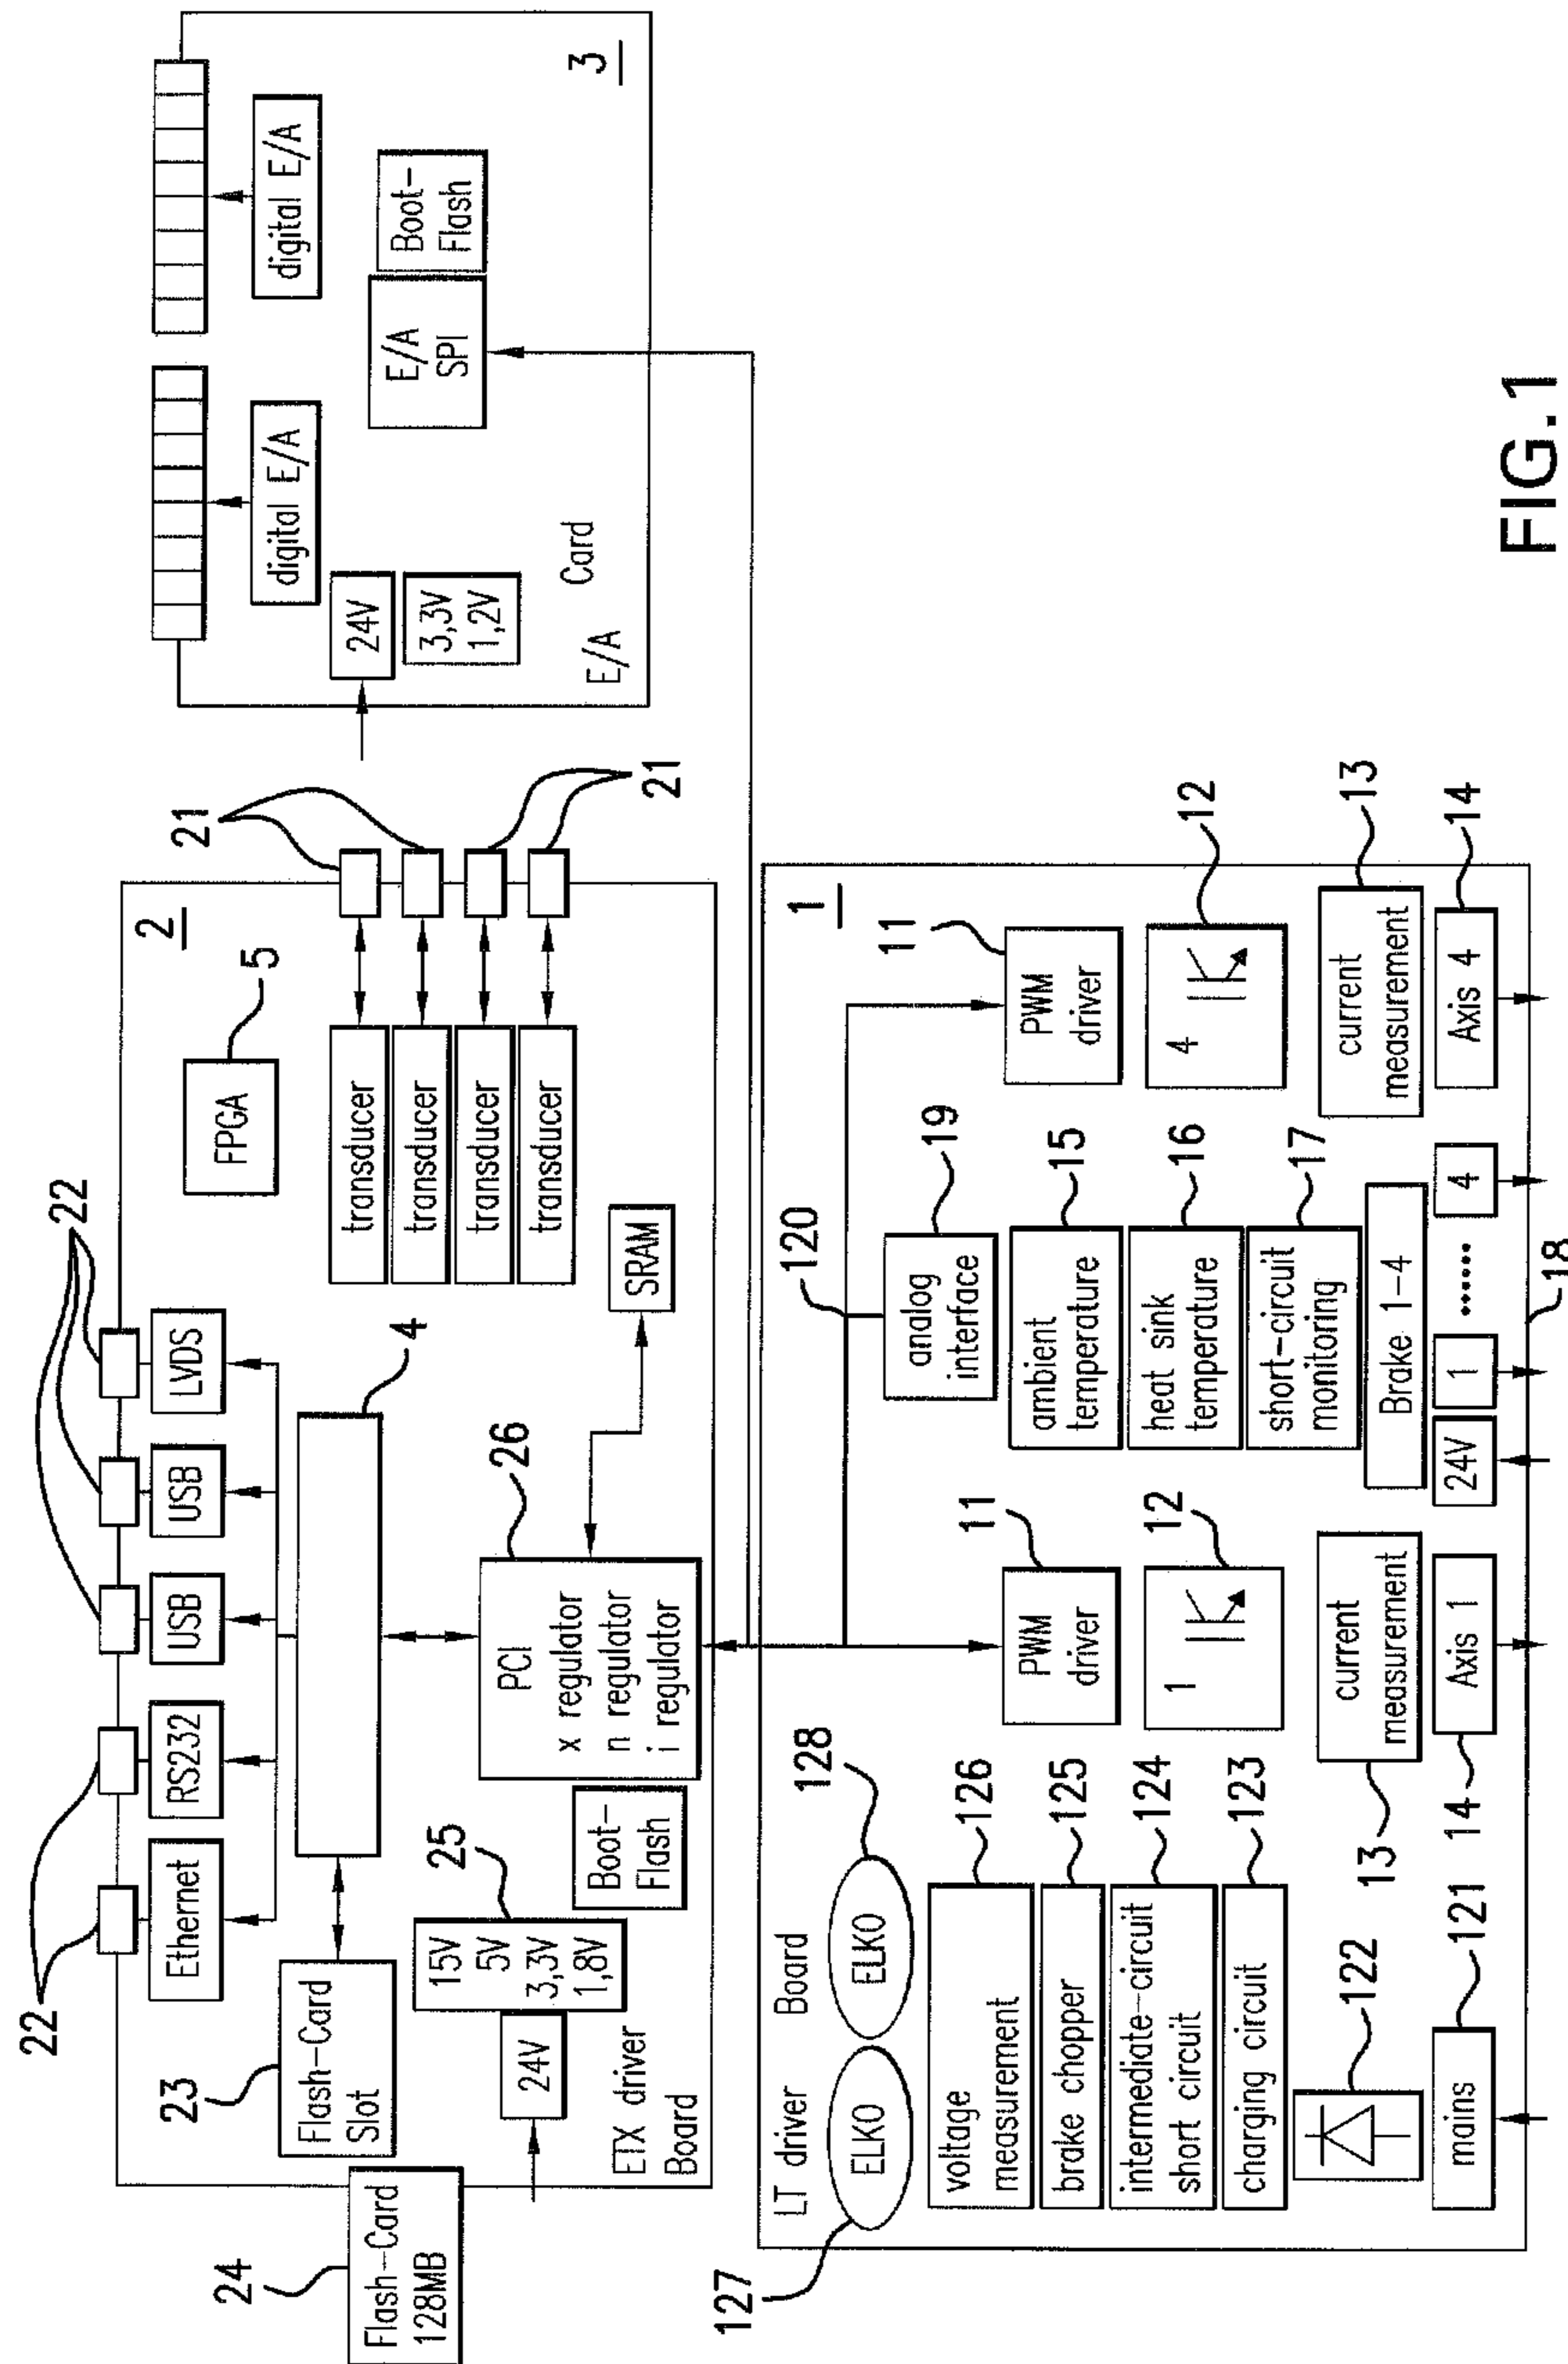 22
22
21
2
5
FPGA
Ethernet
RS232
USB
USB
LVDS
23
Flash-Card
Slot
4
24
Flash-Card
128MB
24V
15V
5V
3,3V
1,8V
25
PCI
x regulator
n regulator
i regulator
26
Boot-
Flash
SRAM
transducer
transducer
transducer
transducer
21
ETX driver
Board
digital E/A
digital E/A
24V
3,3V
1,2V
E/A
SPI
Boot-
Flash
E/A Card
3
LT driver Board
1
127
ELKO
ELKO
128
120
voltage
measurement
126
brake chopper
125
intermediate-circuit
short circuit
124
charging circuit
123
122
mains
121
PWM
driver
11
1
12
current
measurement
13
Axis 1
14
analog
interface
19
ambient
temperature
15
heat sink
temperature
16
short-circuit
monitoring
17
Brake 1-4
24V
1
.......
4
18
PWM
driver
11
4
12
current
measurement
13
Axis 4
14
FIG.1